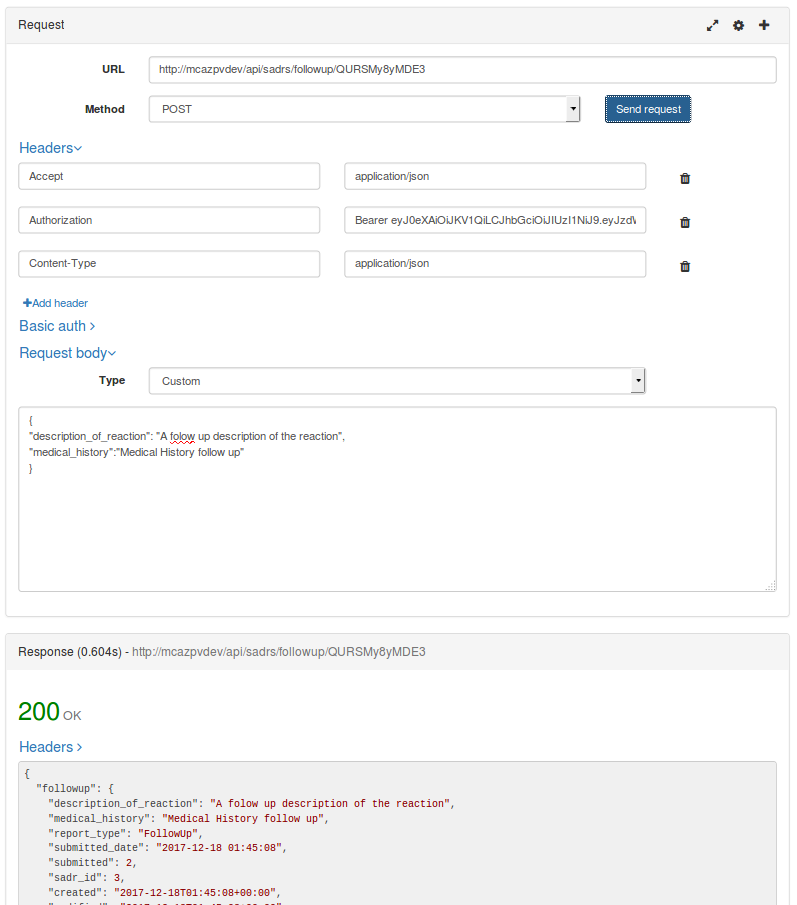 Request
URL http://mcazpvdev/api/sadrs/followup/QURSMy8yMDE3
Method POST Send request
Headers
Accept application/json
Authorization Bearer eyJ0eXAiOiJKV1QiLCJhbGciOiJIUzI1NiJ9.eyJzdW
Content-Type application/json
Add header
Basic auth
Request body
Type Custom
{
"description_of_reaction": "A folow up description of the reaction",
"medical_history":"Medical History follow up"
}
Response (0.604s) - http://mcazpvdev/api/sadrs/followup/QURSMy8yMDE3
200 OK
Headers
{
"followup": {
"description_of_reaction": "A folow up description of the reaction",
"medical_history": "Medical History follow up",
"report_type": "FollowUp",
"submitted_date": "2017-12-18 01:45:08",
"submitted": 2,
"sadr_id": 3,
"created": "2017-12-18T01:45:08+00:00",